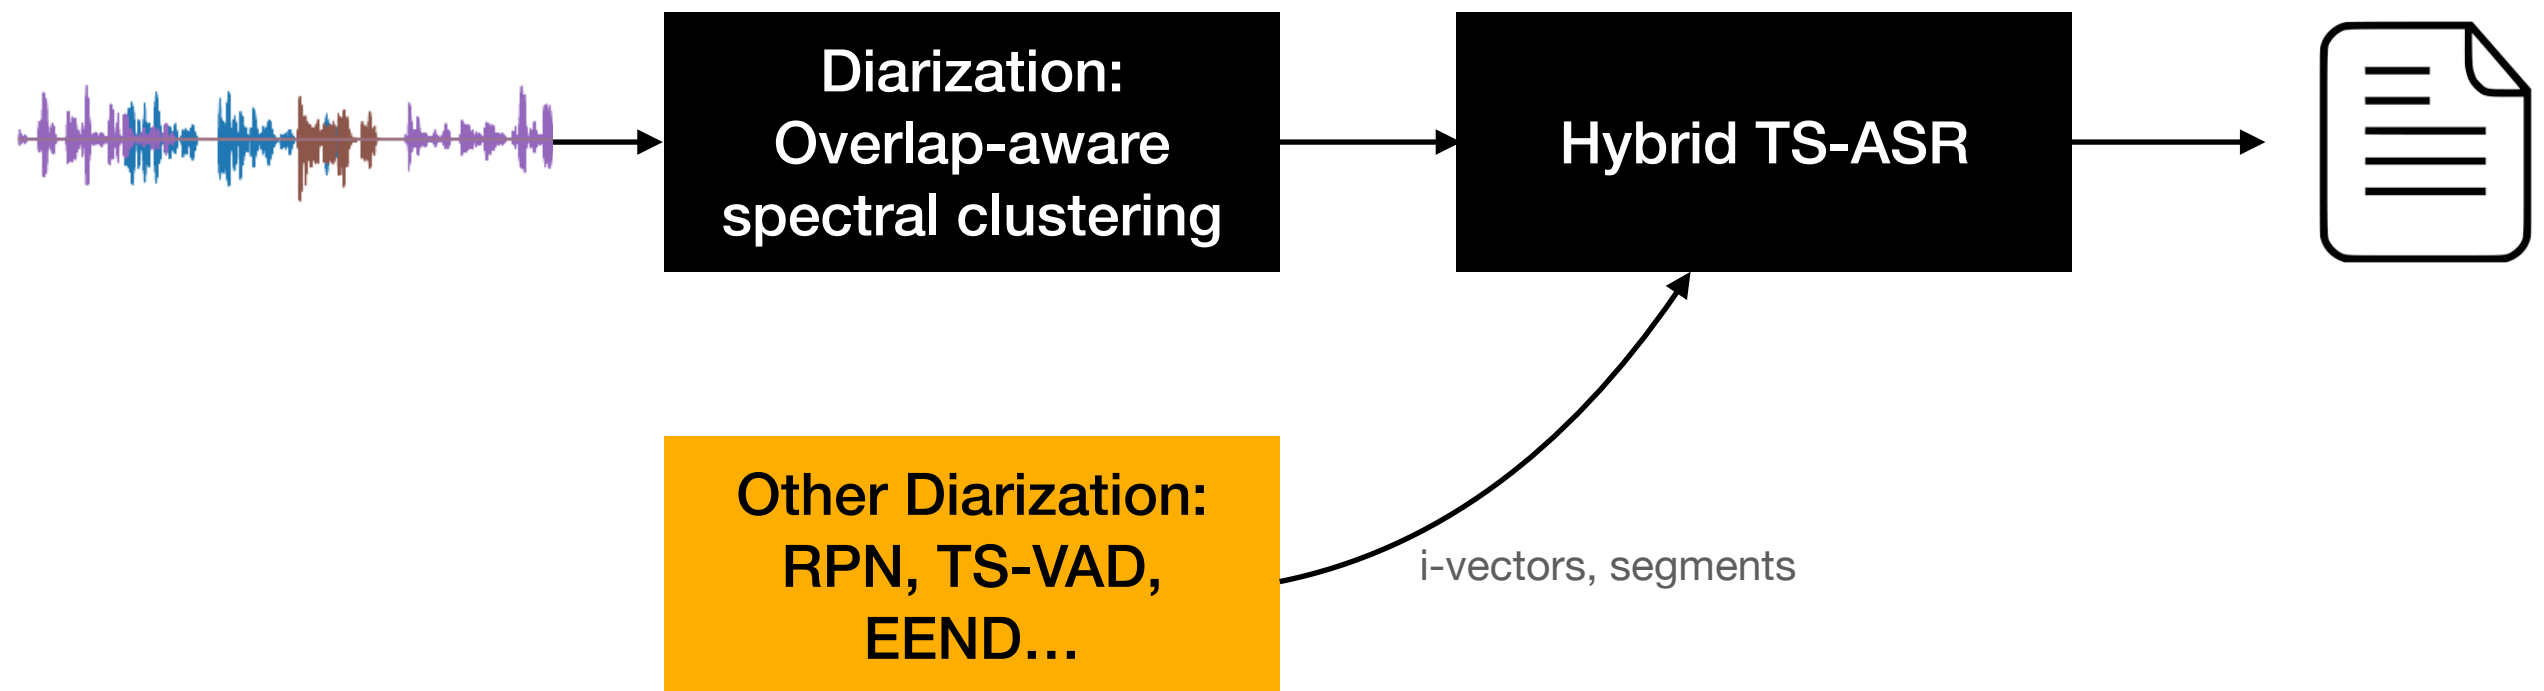 Diarization:
Overlap-aware
spectral clustering
Hybrid TS-ASR
Other Diarization:
RPN, TS-VAD,
EEND…
i-vectors, segments